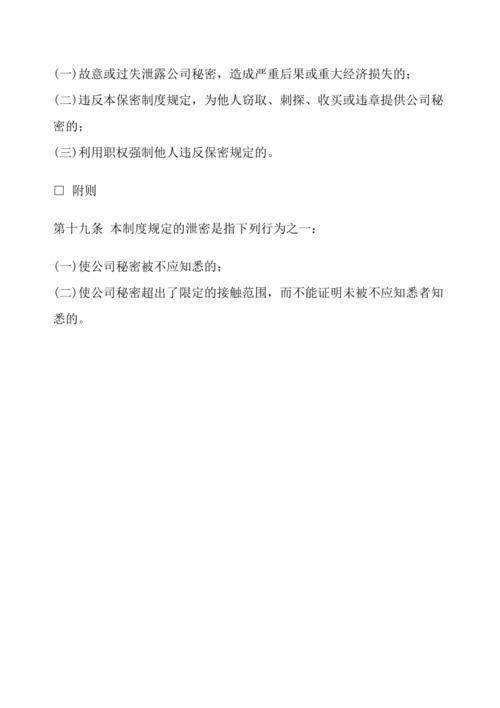 (一)故意或过失泄露公司秘密，造成严重后果或重大经济损失的；
(二)违反本保密制度规定，为他人窃取、刺探、收买或违章提供公司秘
密的；
(三)利用职权强制他人违反保密规定的。
□ 附则
第十九条 本制度规定的泄密是指下列行为之一：
(一)使公司秘密被不应知悉的；
(二)使公司秘密超出了限定的接触范围，而不能证明未被不应知悉者知
悉的。